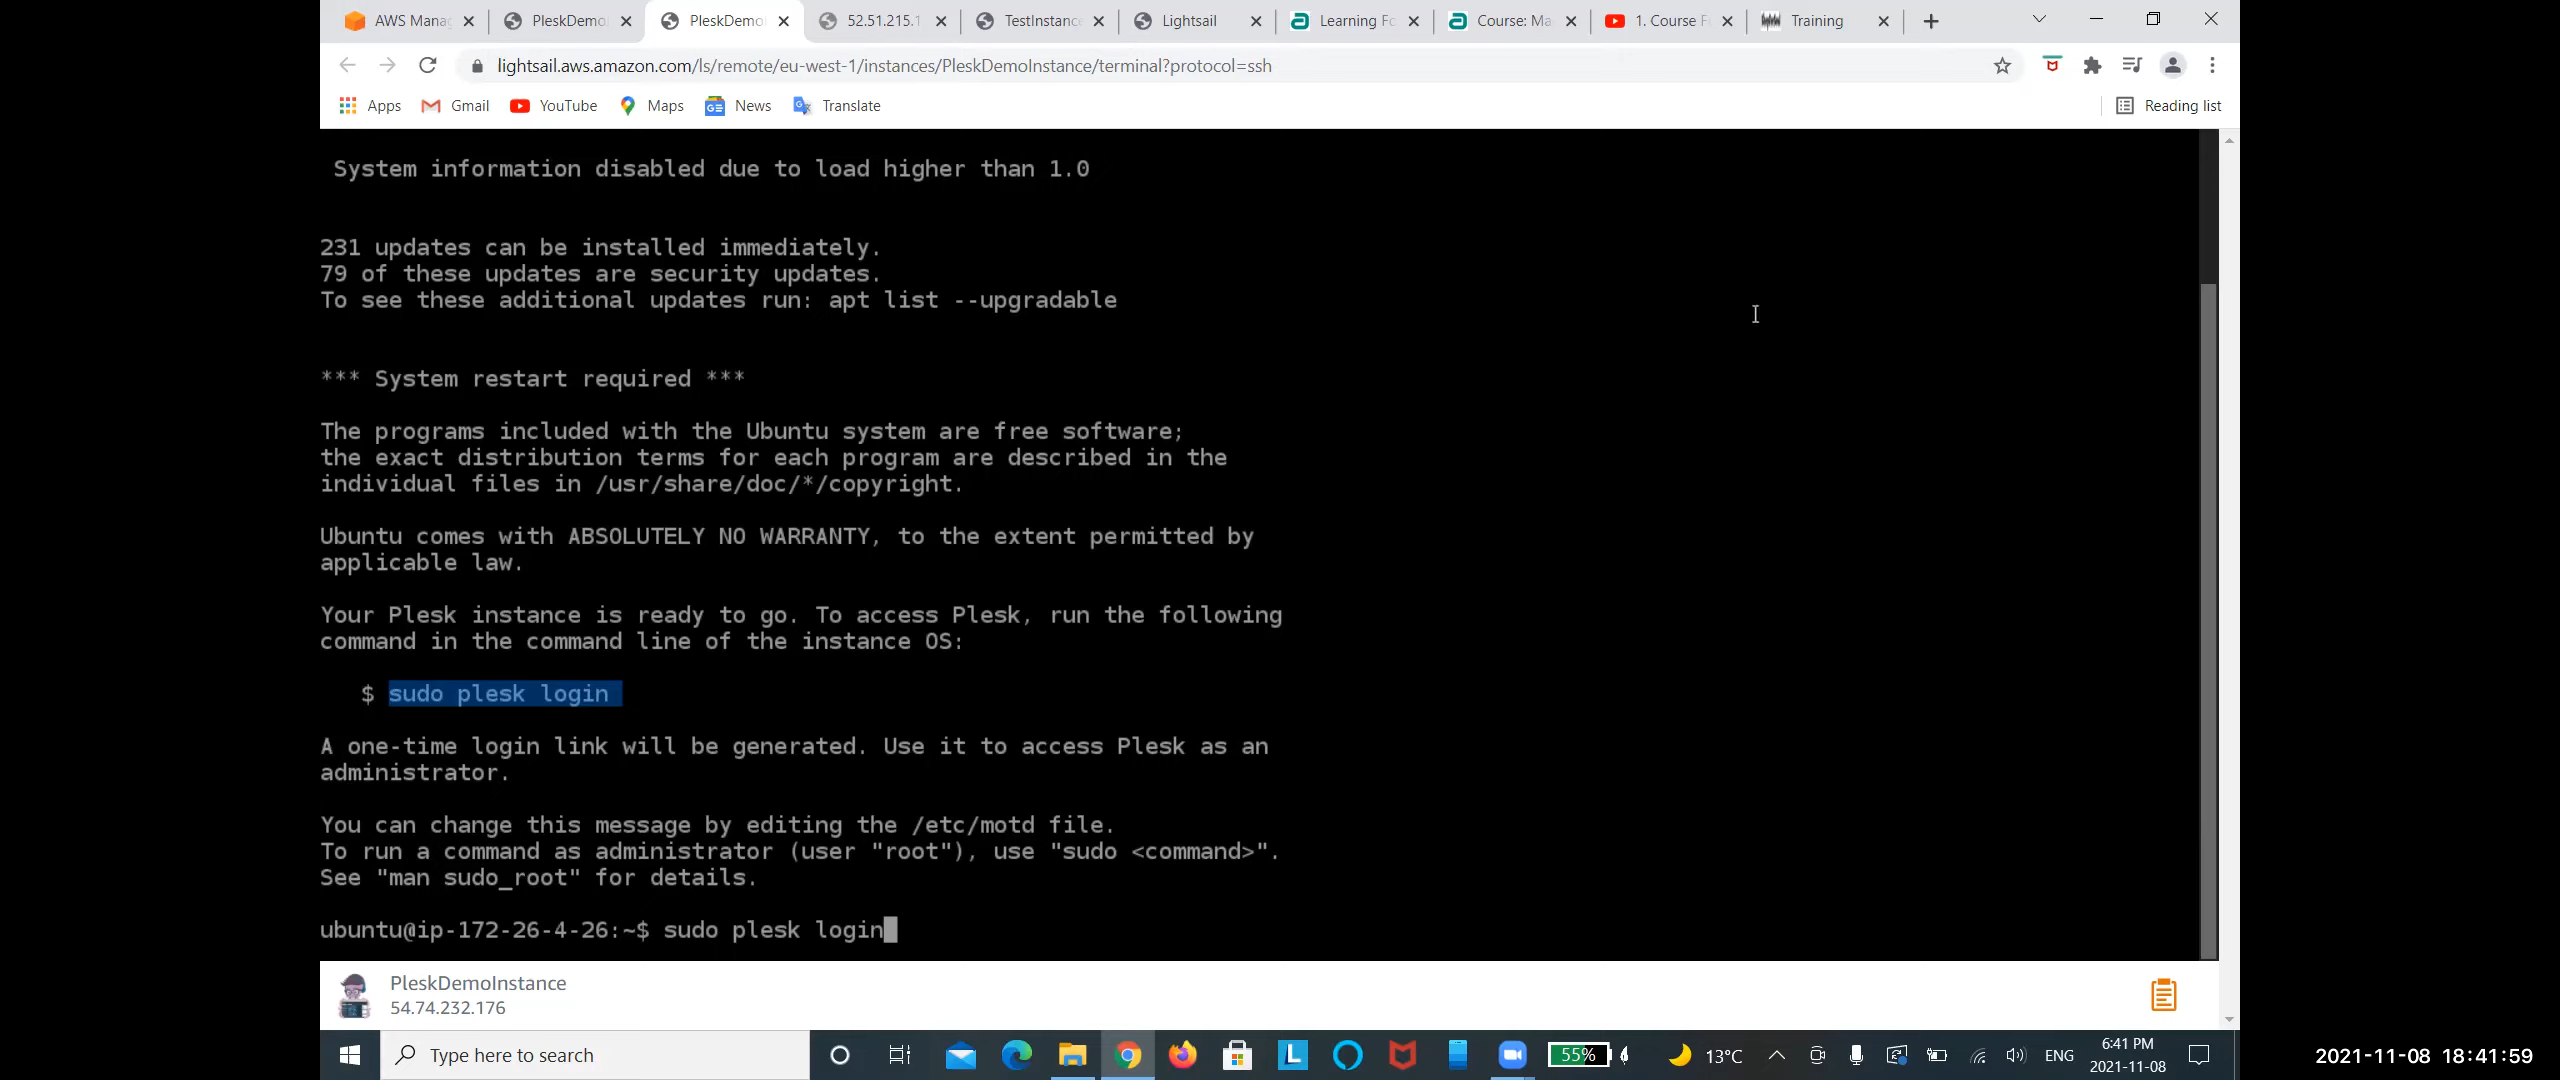 AWS Manag
PleskDemo
PleskDemo
52.51.215.1
TestInstance
Lightsail
Learning Fo
Course: Ma
1. Course F
Training
lightsail.aws.amazon.com/ls/remote/eu-west-1/instances/PleskDemoInstance/terminal?protocol=ssh
Apps
Gmail
YouTube
Maps
News
Translate
Reading list
System information disabled due to load higher than 1.0
231 updates can be installed immediately.
79 of these updates are security updates.
To see these additional updates run: apt list --upgradable
*** System restart required ***
The programs included with the Ubuntu system are free software;
the exact distribution terms for each program are described in the
individual files in /usr/share/doc/*/copyright.
Ubuntu comes with ABSOLUTELY NO WARRANTY, to the extent permitted by
applicable law.
Your Plesk instance is ready to go. To access Plesk, run the following
command in the command line of the instance OS:
$ sudo plesk login
A one-time login link will be generated. Use it to access Plesk as an
administrator.
You can change this message by editing the /etc/motd file.
To run a command as administrator (user "root"), use "sudo <command>".
See "man sudo_root" for details.
ubuntu@ip-172-26-4-26:~$ sudo plesk login
PleskDemoInstance
54.74.232.176
Type here to search
55%
13°C
ENG
6:41 PM
2021-11-08
2021-11-08 18:41:59